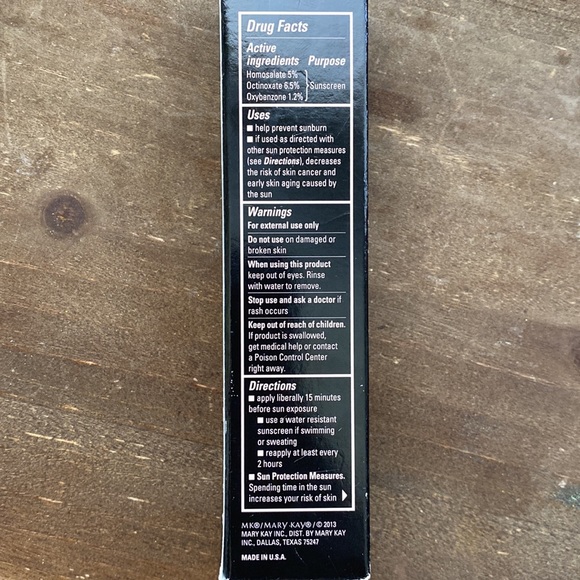 Drug Facts
Active
ingredients Purpose
Homosalate 5%
Octinoxate 6.5% } Sunscreen
Oxybenzone 1.2%
Uses
■ help prevent sunburn
■ if used as directed with
other sun protection measures
(see Directions), decreases
the risk of skin cancer and
early skin aging caused by
the sun
Warnings
For external use only
Do not use on damaged or
broken skin
When using this product
keep out of eyes. Rinse
with water to remove.
Stop use and ask a doctor if
rash occurs
Keep out of reach of children.
If product is swallowed,
get medical help or contact
a Poison Control Center
right away.
Directions
■ apply liberally 15 minutes
before sun exposure
■ use a water resistant
sunscreen if swimming
or sweating
■ reapply at least every
2 hours
■ Sun Protection Measures.
Spending time in the sun
increases your risk of skin
MK®/MARY KAY®/© 2013
MARY KAY INC., DIST. BY MARY KAY
INC., DALLAS, TEXAS 75247
MADE IN U.S.A.